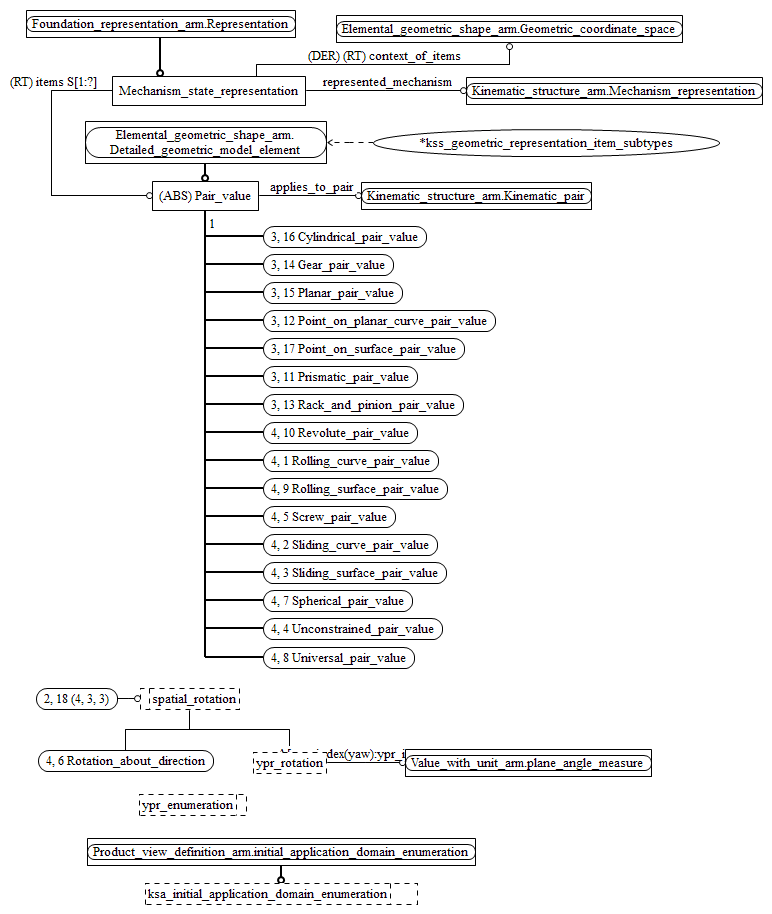 Foundation_representation_arm.Representation
Elemental_geometric_shape_arm.Geometric_coordinate_space
(DER) (RT) context_of_items
(RT) items S[1:?]
Mechanism_state_representation
represented_mechanism
Kinematic_structure_arm.Mechanism_representation
Elemental_geometric_shape_arm.
Detailed_geometric_model_element
*kss_geometric_representation_item_subtypes
(ABS) Pair_value
applies_to_pair
Kinematic_structure_arm.Kinematic_pair
1
3, 16 Cylindrical_pair_value
3, 14 Gear_pair_value
3, 15 Planar_pair_value
3, 12 Point_on_planar_curve_pair_value
3, 17 Point_on_surface_pair_value
3, 11 Prismatic_pair_value
3, 13 Rack_and_pinion_pair_value
4, 10 Revolute_pair_value
4, 1 Rolling_curve_pair_value
4, 9 Rolling_surface_pair_value
4, 5 Screw_pair_value
4, 2 Sliding_curve_pair_value
4, 3 Sliding_surface_pair_value
4, 7 Spherical_pair_value
4, 4 Unconstrained_pair_value
4, 8 Universal_pair_value
2, 18 (4, 3, 3)
spatial_rotation
4, 6 Rotation_about_direction
ypr_rotation
dex(yaw):ypr_i
Value_with_unit_arm.plane_angle_measure
ypr_enumeration
Product_view_definition_arm.initial_application_domain_enumeration
ksa_initial_application_domain_enumeration